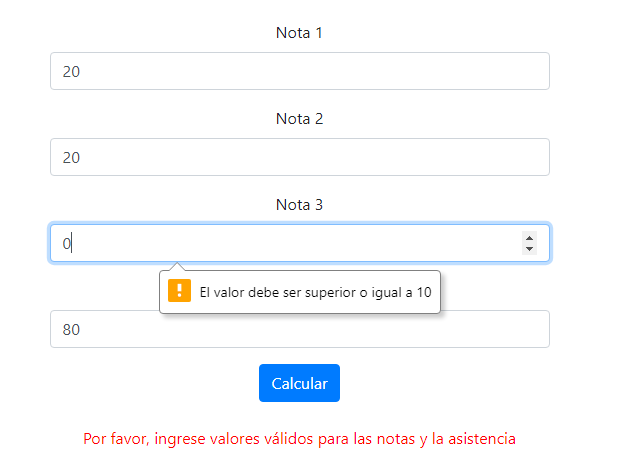 Nota 1
20
Nota 2
20
Nota 3
0
El valor debe ser superior o igual a 10
80
Calcular
Por favor, ingrese valores válidos para las notas y la asistencia